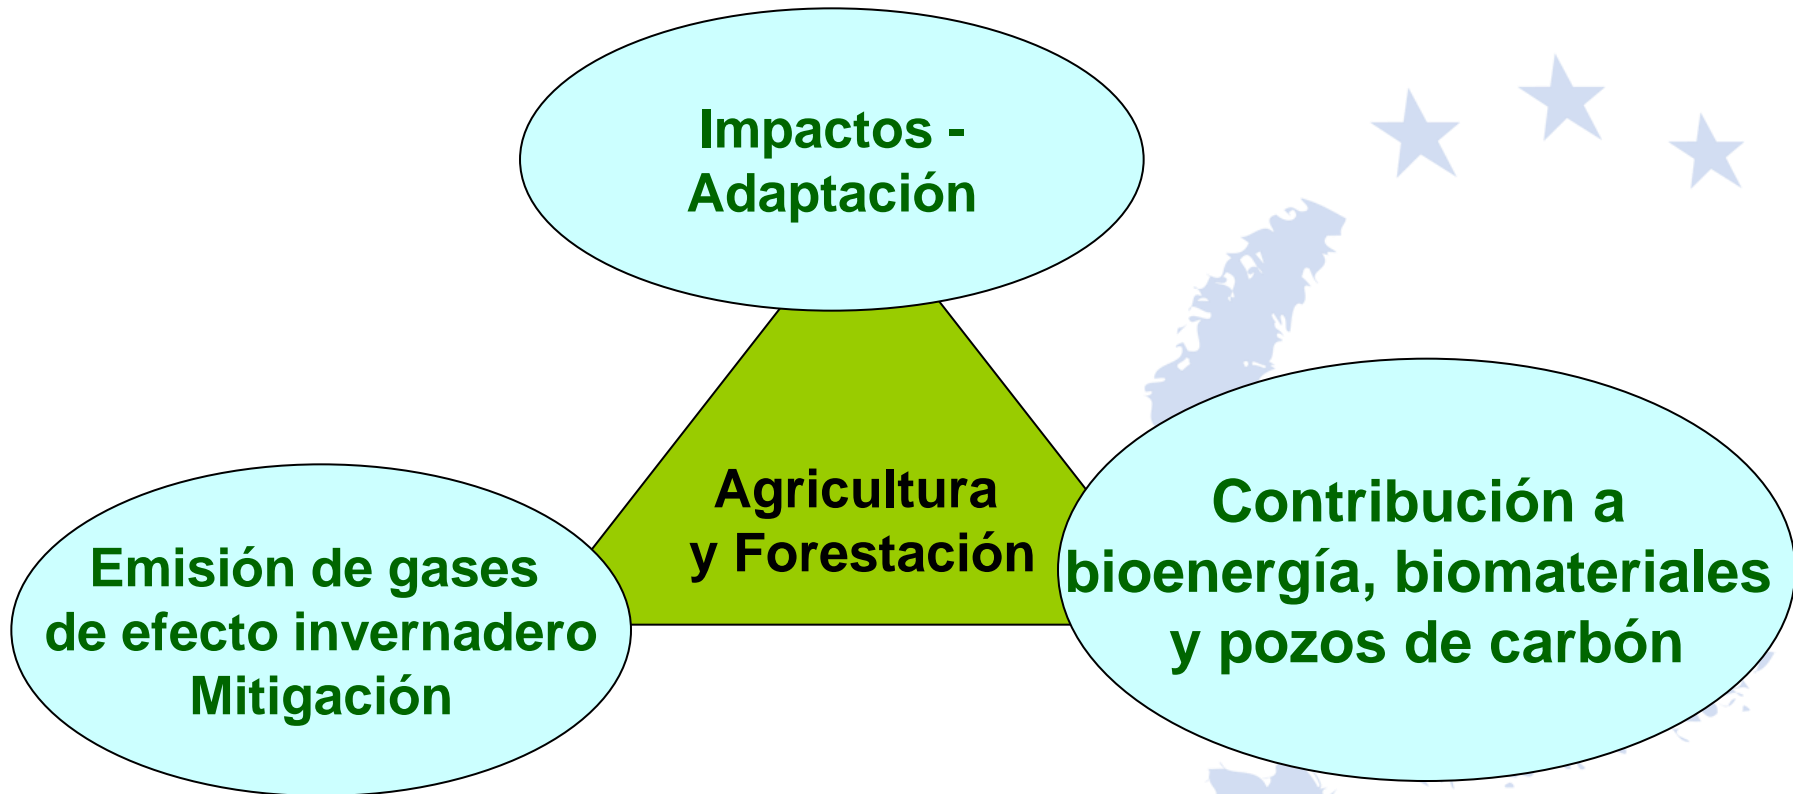 Impactos -
Adaptación
Agricultura
y Forestación
Emisión de gases
de efecto invernadero
Mitigación
Contribución a
bioenergía, biomateriales
y pozos de carbón